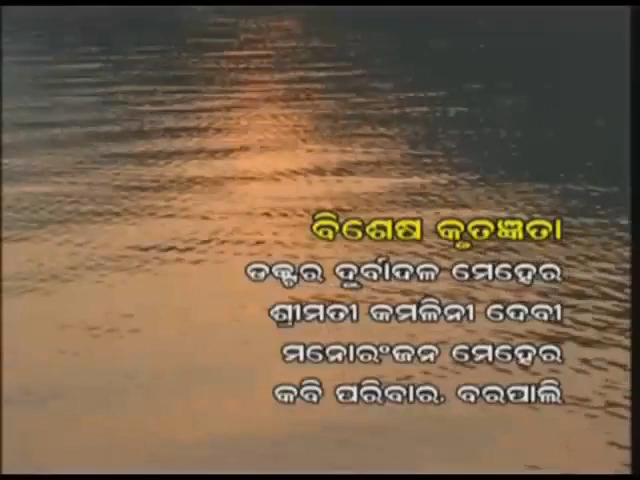 ବିଶେଷ କୃତଜ୍ଞତା
ଡକ୍ଟର ଦୁର୍ବାଦଳ ମେହେର
ଶ୍ରୀମତୀ କମଳିନୀ ଦେବୀ
ମନୋରଂଜନ ମେହେର
କବି ପରିବାର, ବରପାଲି